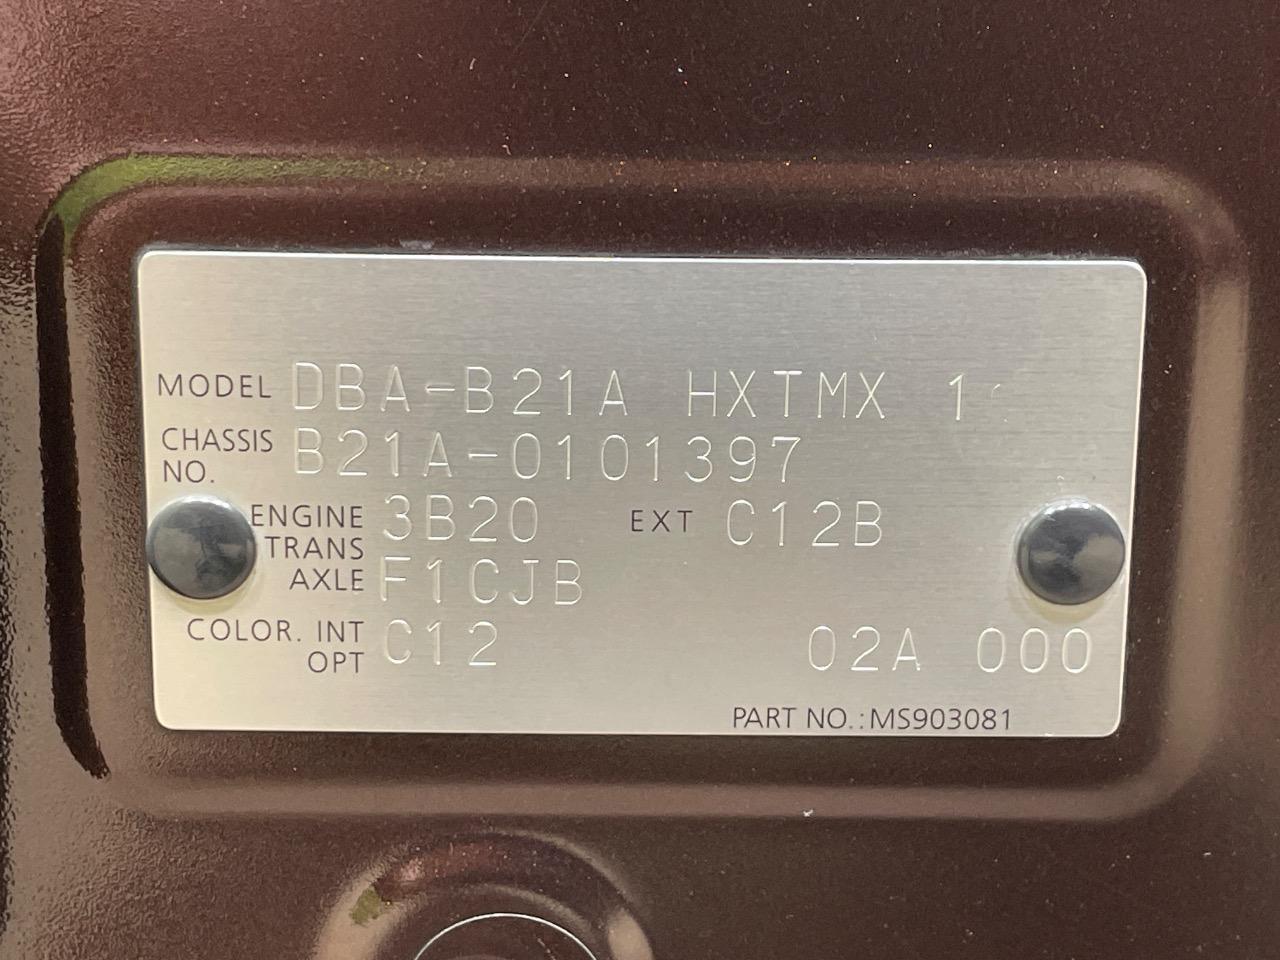 MODEL DBA-B21A HXTMX 1
CHASSIS NO. B21A-0101397
ENGINE 3B20 EXT C12B
TRANS AXLE F1CJB
COLOR. INT C12 02A 000
OPT
PART NO.: MS903081